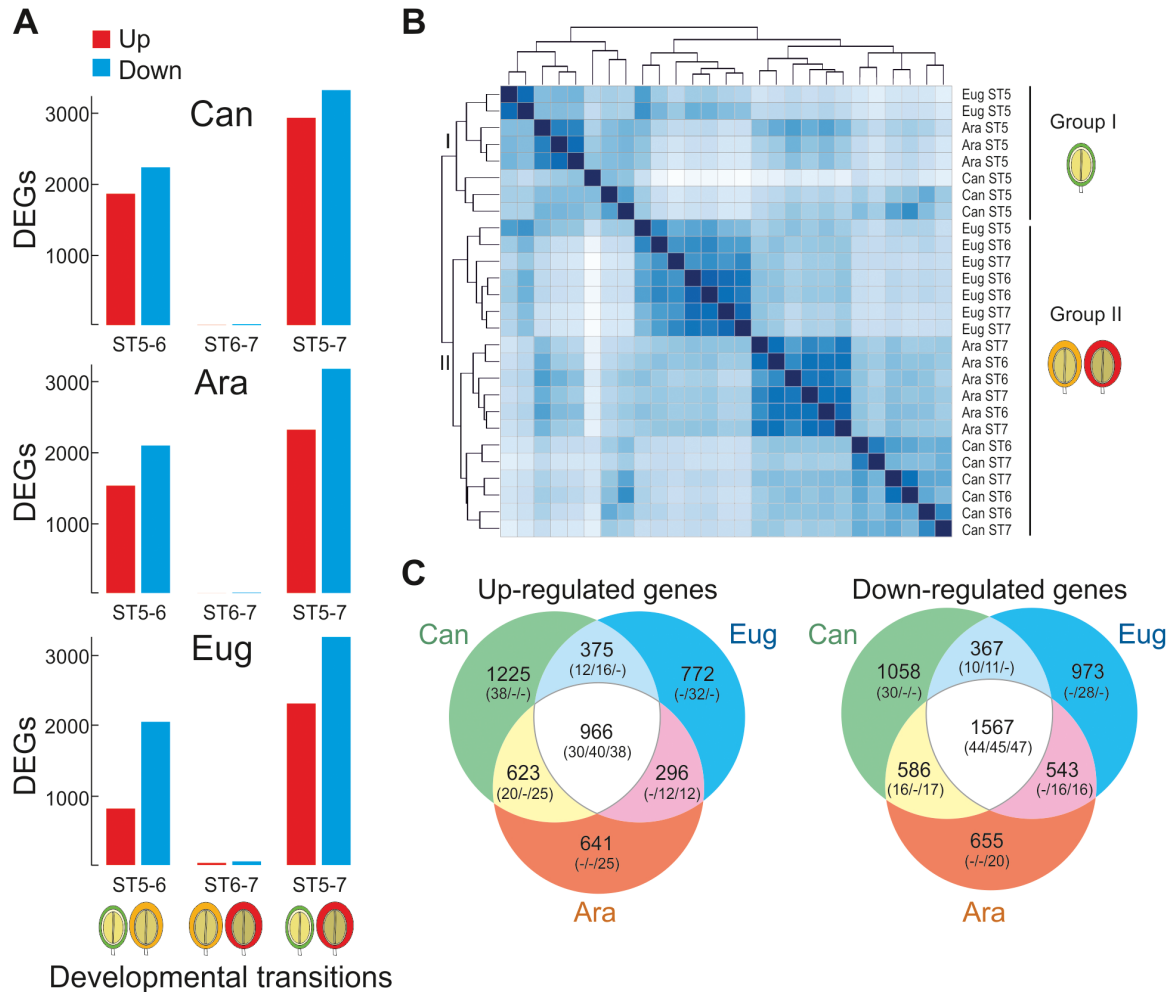 A
Up
Down
Can
DEGs
3000
2000
1000
ST5-6 ST6-7 ST5-7
Ara
DEGs
3000
2000
1000
ST5-6 ST6-7 ST5-7
Eug
DEGs
3000
2000
1000
ST5-6 ST6-7 ST5-7
Developmental transitions
B
I
II
Eug ST5
Eug ST5
Ara ST5
Ara ST5
Ara ST5
Can ST5
Can ST5
Can ST5
Eug ST5
Eug ST6
Eug ST7
Eug ST6
Eug ST6
Eug ST7
Eug ST7
Ara ST7
Ara ST6
Ara ST6
Ara ST7
Ara ST6
Ara ST7
Can ST6
Can ST7
Can ST7
Can ST6
Can ST6
Can ST7
Group I
Group II
C
Up-regulated genes
Can
Eug
375
(12/16/-)
1225
(38/-/-)
772
(-/32/-)
966
(30/40/38)
623
(20/-/25)
296
(-/12/12)
641
(-/-/25)
Ara
Down-regulated genes
Can
Eug
367
(10/11/-)
1058
(30/-/-)
973
(-/28/-)
1567
(44/45/47)
586
(16/-/17)
543
(-/16/16)
655
(-/-/20)
Ara